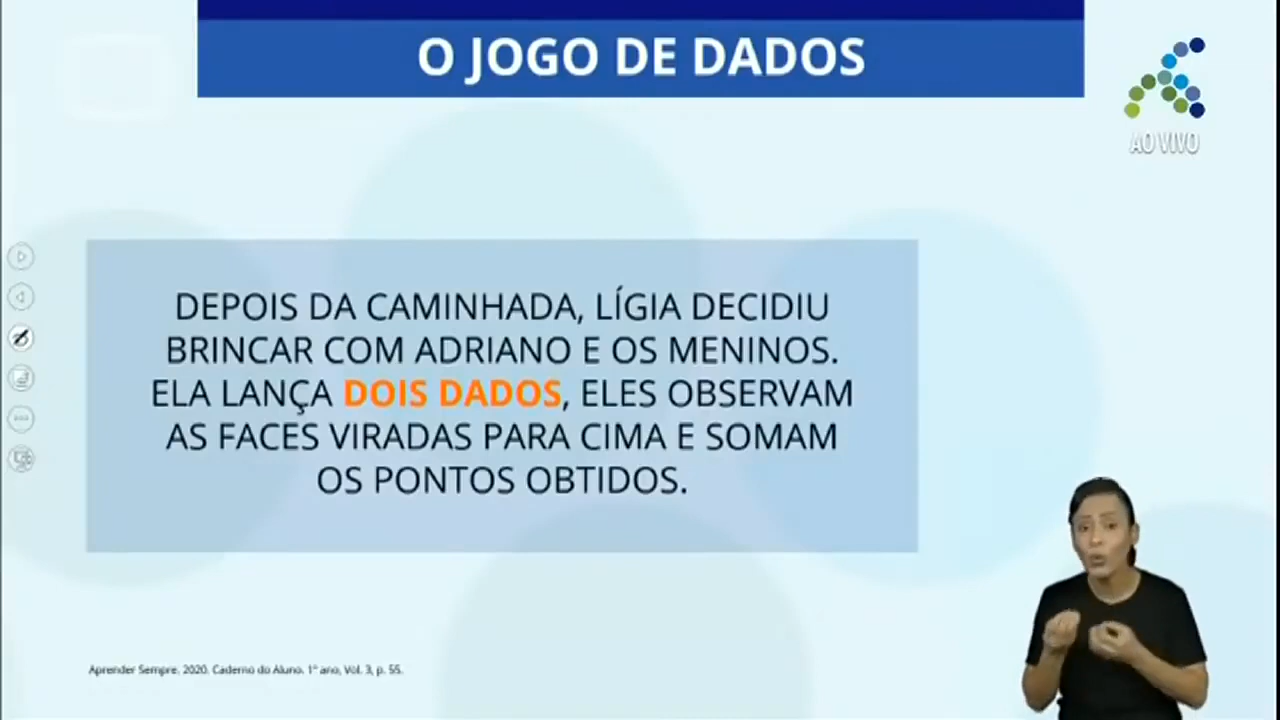 O JOGO DE DADOS
AO VIVO
DEPOIS DA CAMINHADA, LÍGIA DECIDIU
BRINCAR COM ADRIANO E OS MENINOS.
ELA LANÇA DOIS DADOS, ELES OBSERVAM
AS FACES VIRADAS PARA CIMA E SOMAM
OS PONTOS OBTIDOS.
Aprender Sempre, 2020. Caderno do Aluno. 1º ano, Vol. 3, p. 55.